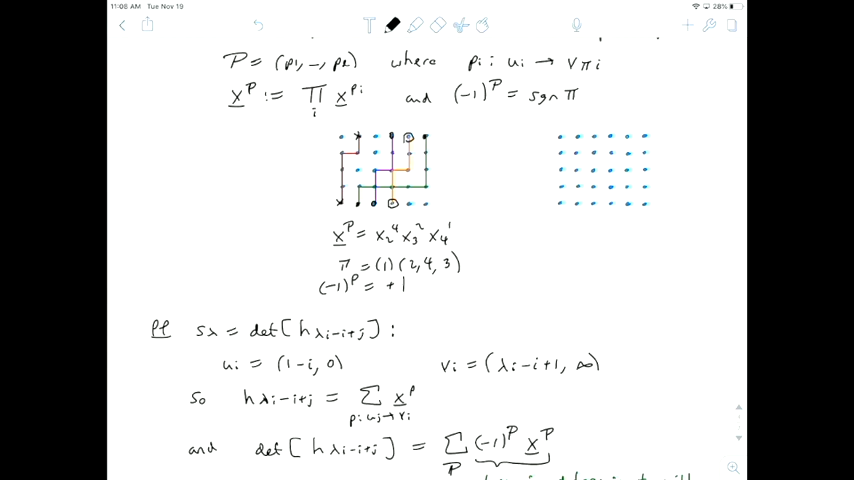 11:06 AM Tue Nov 19
28%
P = (p1, –, pl) where pi : ui → vπi
x^P := ∏_i x^pi and (-1)^P = sgn π
x^P = x2^4 x3^2 x4^1
π = (1)(2,4,3)
(-1)^P = +1
Pf sλ = det[hλi-i+j] :
ui = (1-i, 0) vi = (λi-i+1, ∞)
so hλi-i+j = Σ_{p: uj→vi} x^p
and det[hλi-i+j] = Σ_P (-1)^P x^P